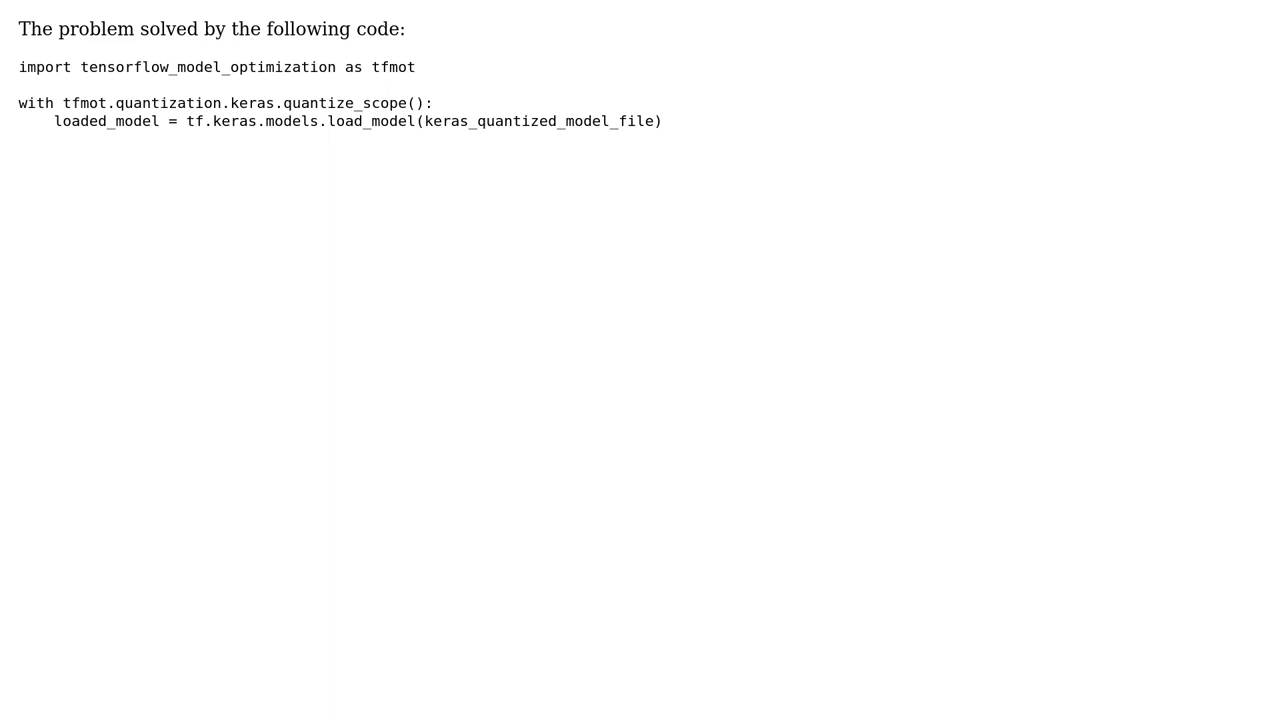 The problem solved by the following code:
import tensorflow_model_optimization as tfmot
with tfmot.quantization.keras.quantize_scope():
    loaded_model = tf.keras.models.load_model(keras_quantized_model_file)